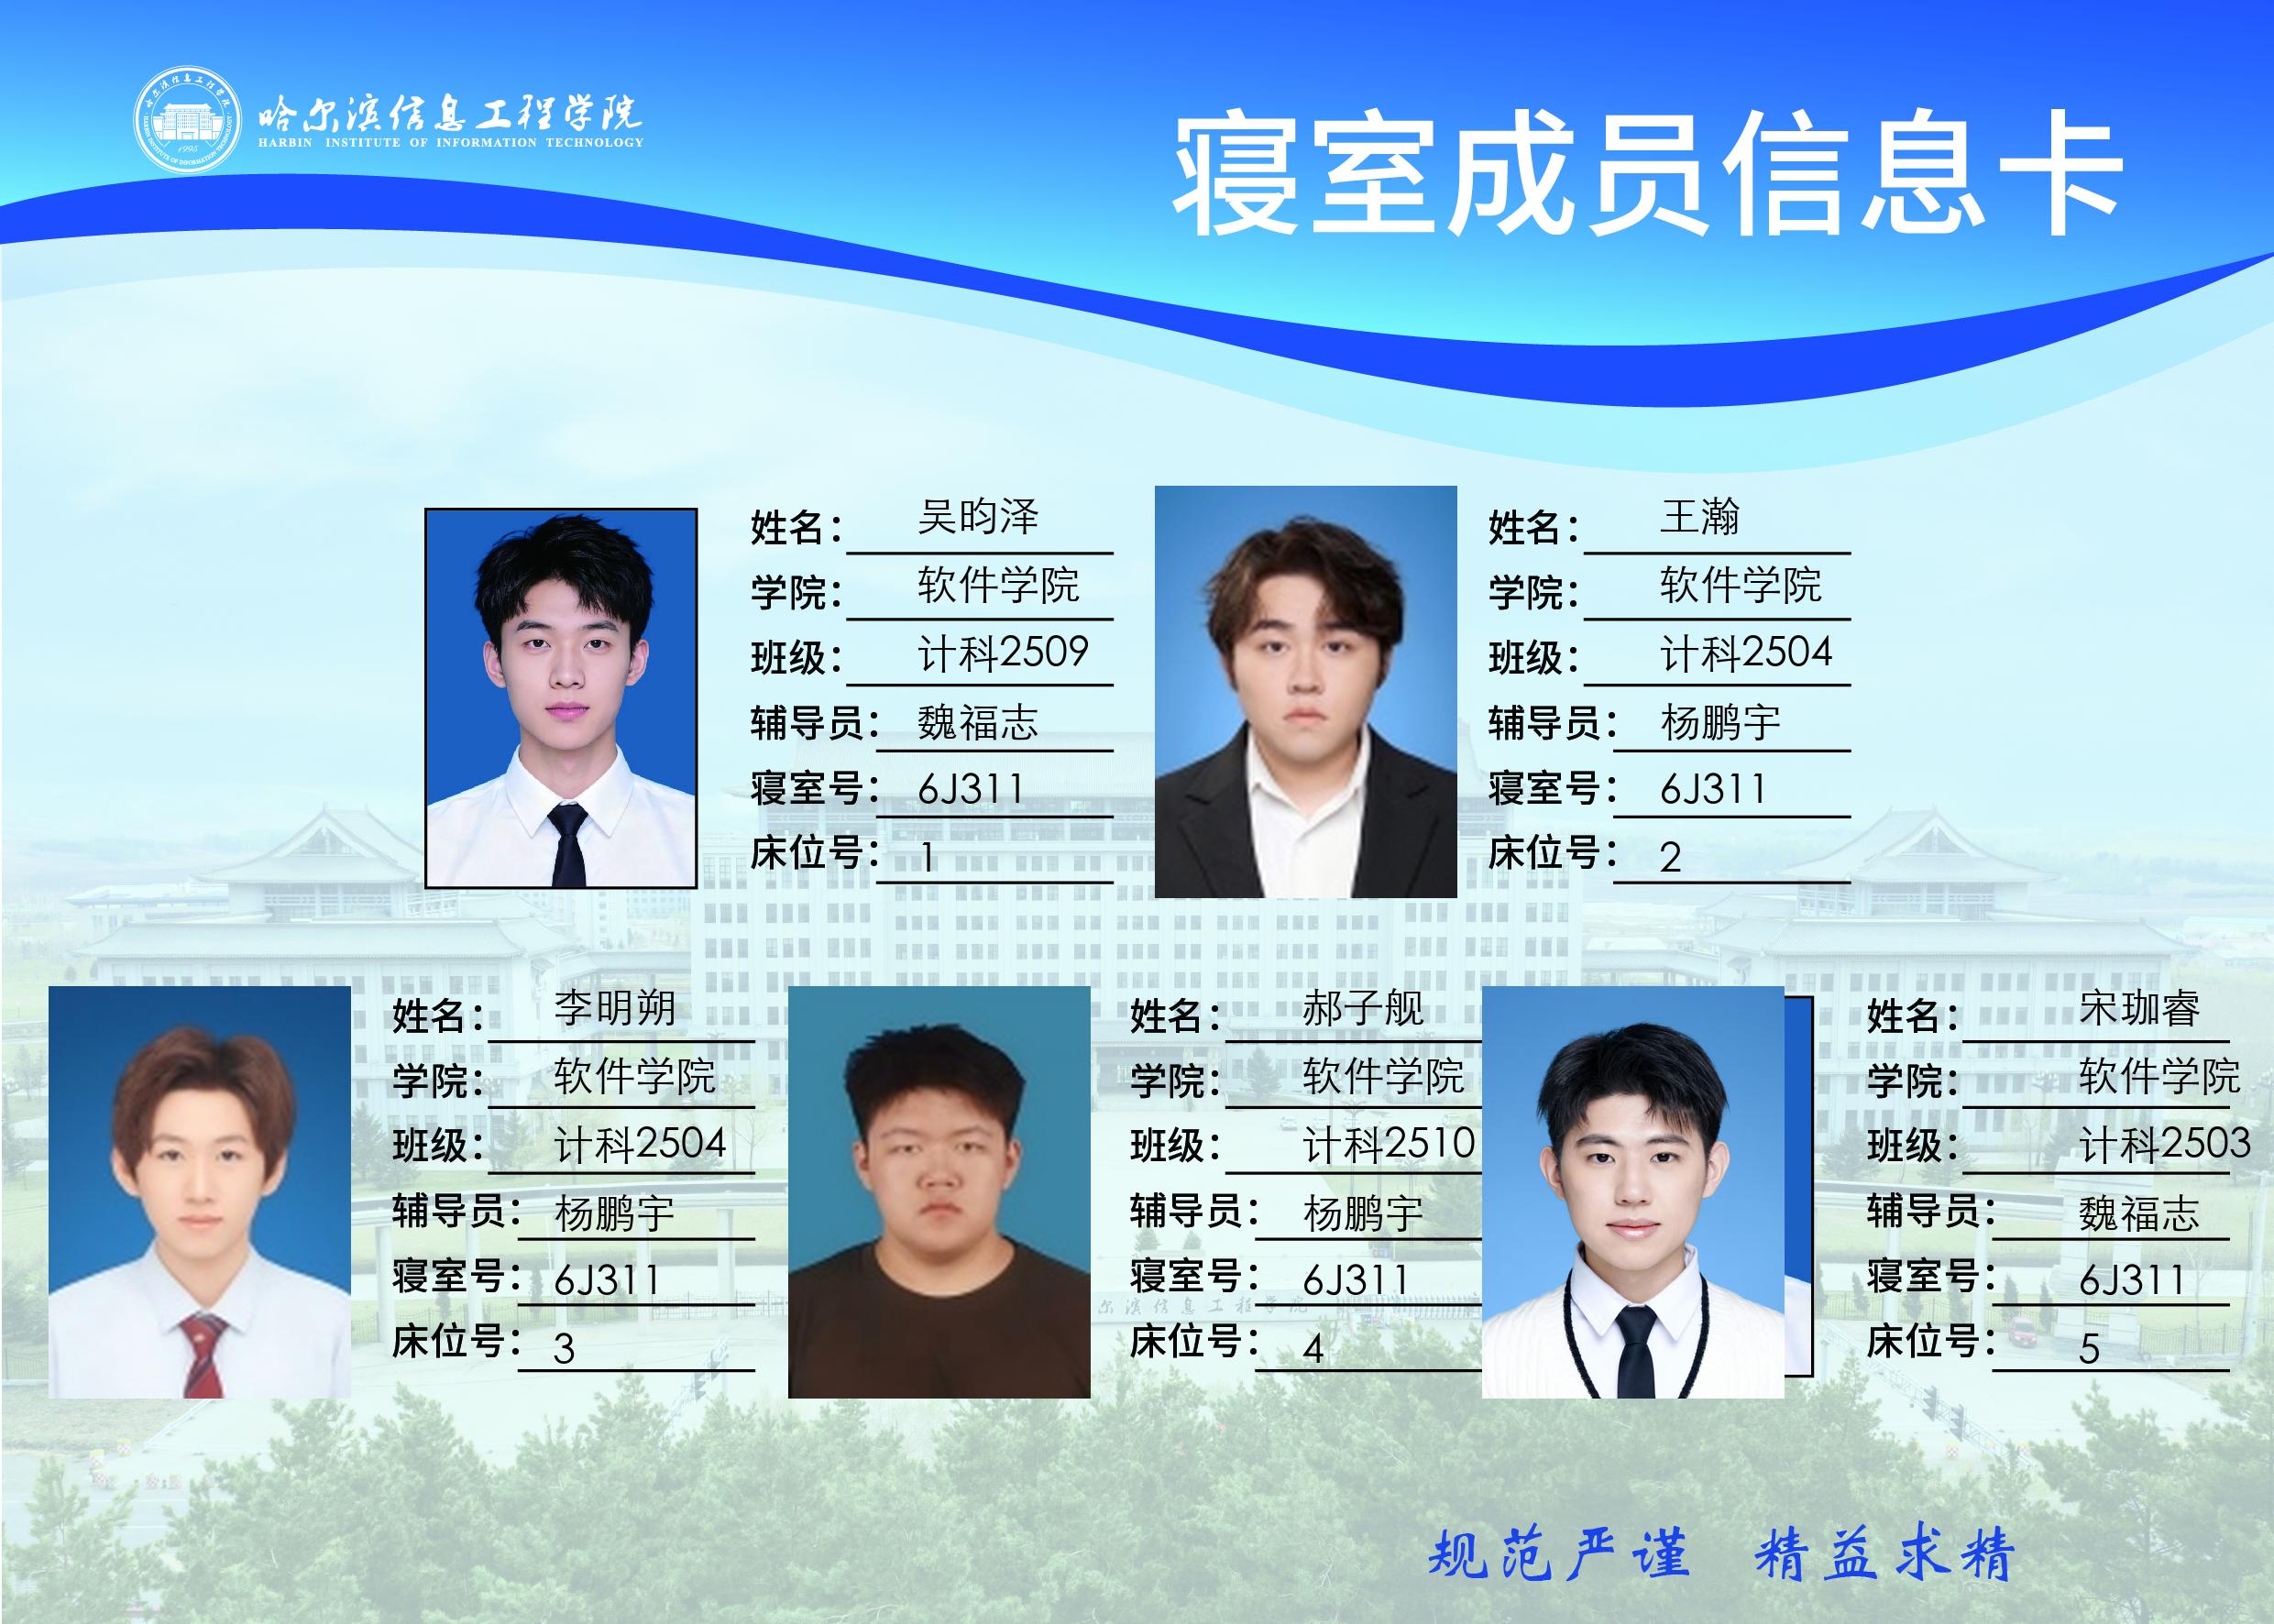 哈尔滨信息工程学院
HARBIN INSTITUTE OF INFORMATION TECHNOLOGY
1995
寝室成员信息卡
姓名： 吴昀泽
学院： 软件学院
班级： 计科2509
辅导员： 魏福志
寝室号： 6J311
床位号： 1
姓名： 王瀚
学院： 软件学院
班级： 计科2504
辅导员： 杨鹏宇
寝室号： 6J311
床位号： 2
姓名： 李明朔
学院： 软件学院
班级： 计科2504
辅导员： 杨鹏宇
寝室号： 6J311
床位号： 3
姓名： 郝子舰
学院： 软件学院
班级： 计科2510
辅导员： 杨鹏宇
寝室号： 6J311
床位号： 4
姓名： 宋珈睿
学院： 软件学院
班级： 计科2503
辅导员： 魏福志
寝室号： 6J311
床位号： 5
尔滨信息工程学院
规范严谨 精益求精